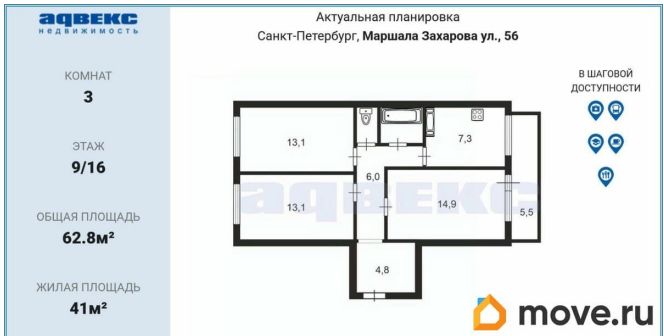 адвекс
недвижимость
КОМНАТ
3
ЭТАЖ
9/16
ОБЩАЯ ПЛОЩАДЬ
62.8м²
ЖИЛАЯ ПЛОЩАДЬ
41м²
Актуальная планировка
Санкт-Петербург, Маршала Захарова ул., 56
В ШАГОВОЙ
ДОСТУПНОСТИ
13,1
7,3
6,0
13,1
14,9
5,5
4,8
адвекс
move.ru